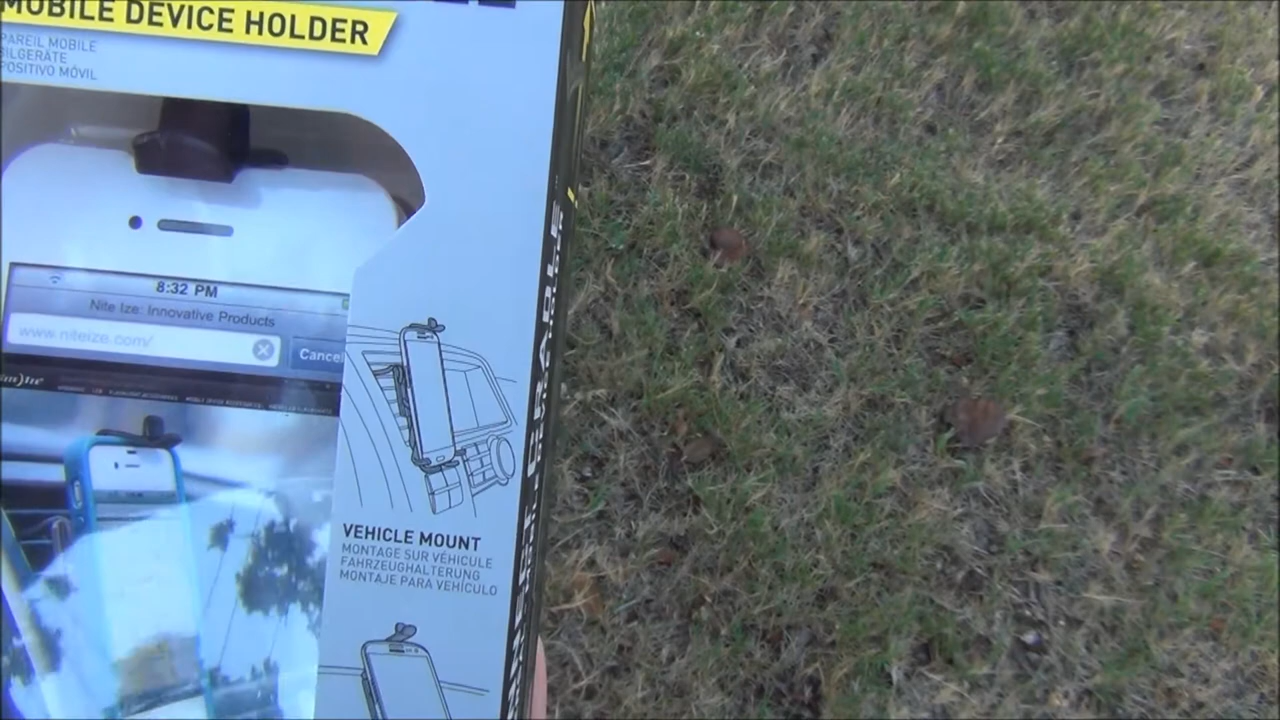 MOBILE DEVICE HOLDER
PAREIL MOBILE
BILGERÄTE
POSITIVO MÓVIL
8:32 PM
Nite Ize: Innovative Products
www.niteize.com/
Cancel
VEHICLE MOUNT
MONTAGE SUR VÉHICULE
FAHRZEUGHALTERUNG
MONTAJE PARA VEHÍCULO